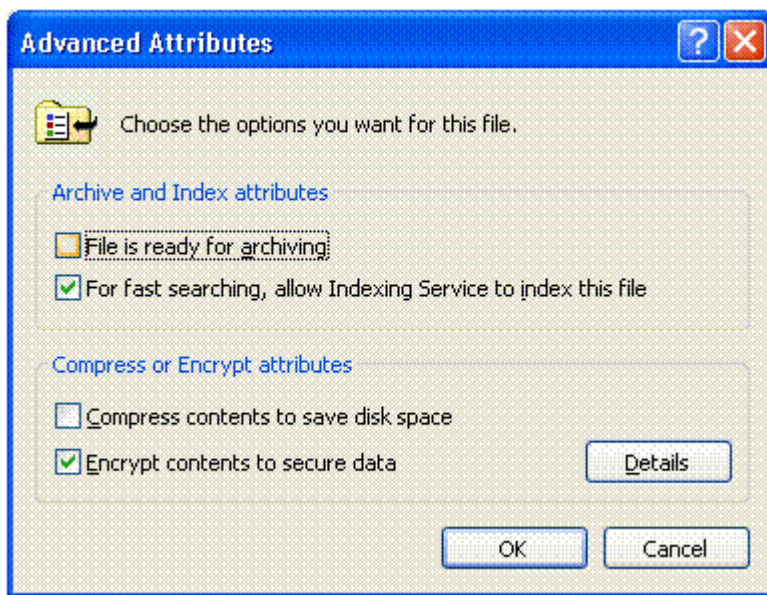 Advanced Attributes
Choose the options you want for this file.
Archive and Index attributes
File is ready for archiving
For fast searching, allow Indexing Service to index this file
Compress or Encrypt attributes
Compress contents to save disk space
Encrypt contents to secure data
Details
OK
Cancel